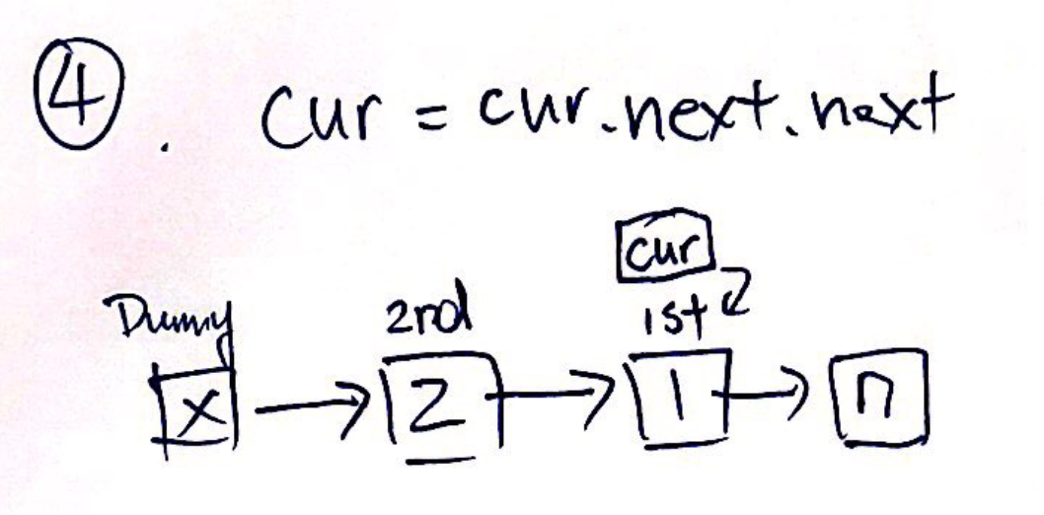 4. cur = cur.next.next
cur
Dummy 2nd 1st
X 2 1 n